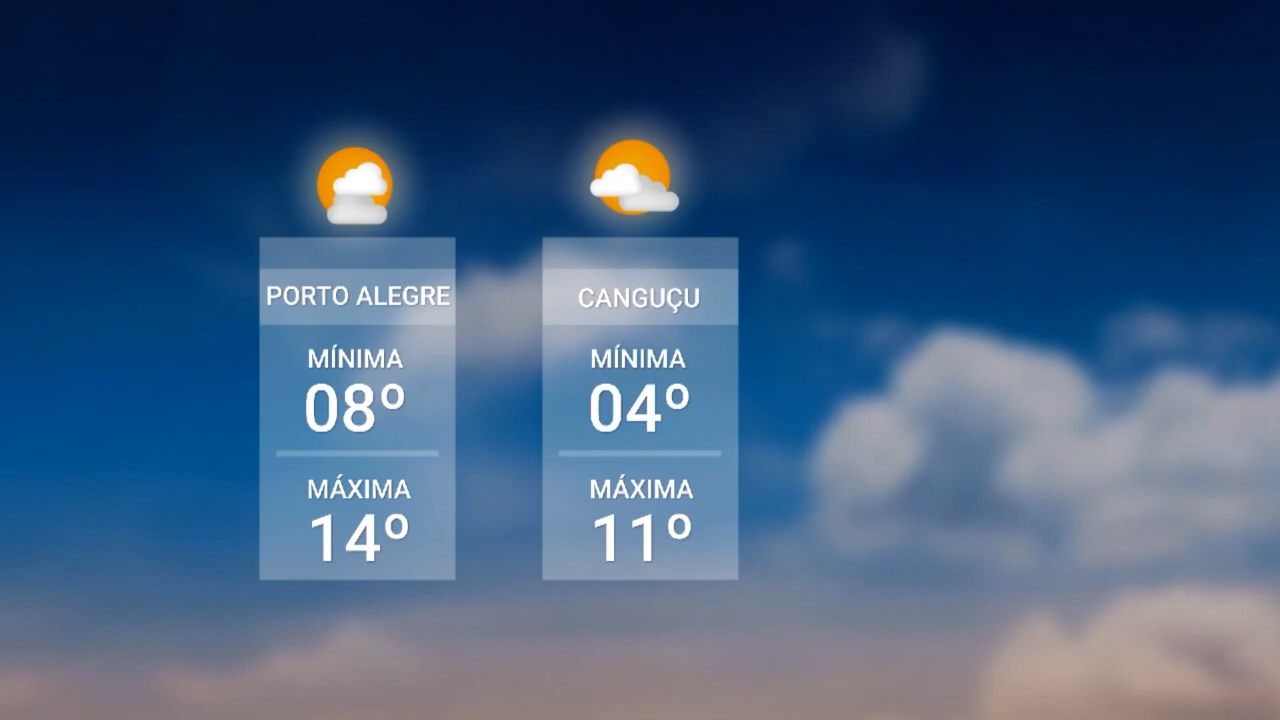 PORTO ALEGRE
MÍNIMA
08º
MÁXIMA
14º
CANGUÇU
MÍNIMA
04º
MÁXIMA
11º